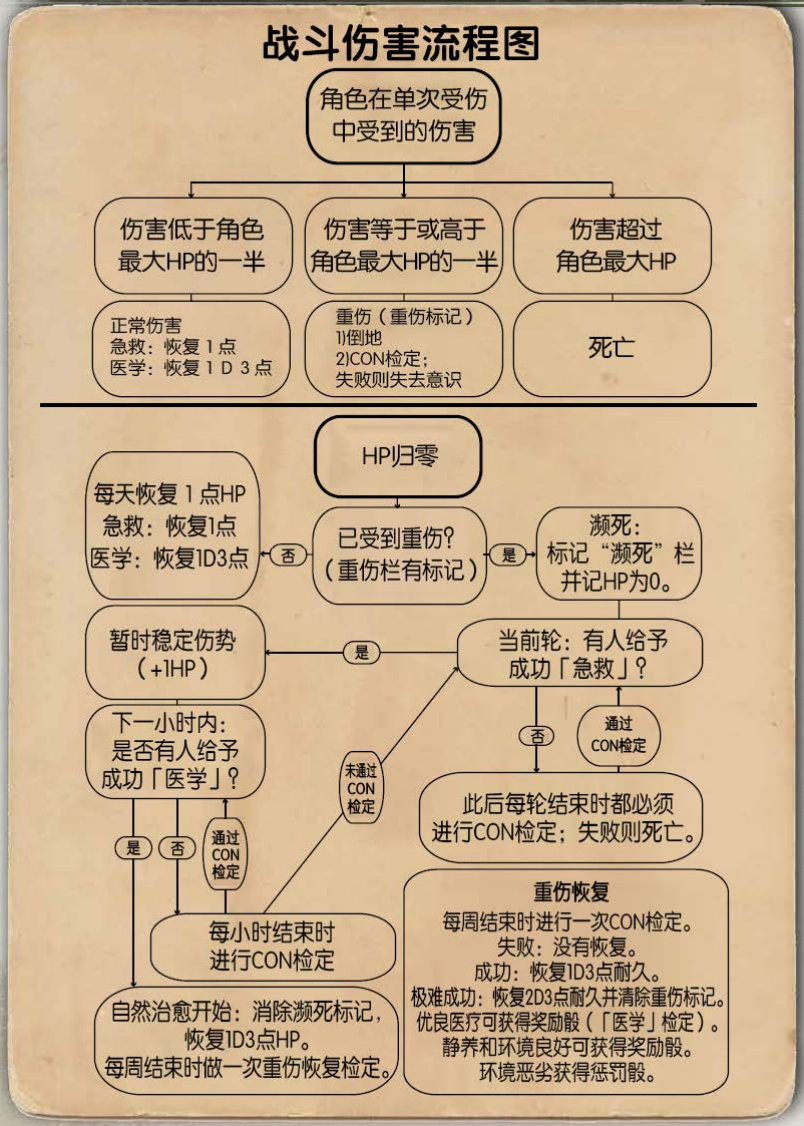 战斗伤害流程图
角色在单次受伤
中受到的伤害
伤害低于角色
最大HP的一半
伤害等于或高于
角色最大HP的一半
伤害超过
角色最大HP
正常伤害
急救：恢复1点
医学：恢复1D3点
重伤（重伤标记）
1)倒地
2)CON检定；
失败则失去意识
死亡
HP归零
每天恢复1点HP
急救：恢复1点
医学：恢复1D3点
否
已受到重伤？
（重伤栏有标记）
是
濒死：
标记“濒死”栏
并记HP为0。
暂时稳定伤势
（+1HP）
是
当前轮：有人给予
成功「急救」？
下一小时内：
是否有人给予
成功「医学」？
未通过
CON
检定
否
通过
CON检定
此后每轮结束时都必须
进行CON检定；失败则死亡。
是
否
通过
CON
检定
每小时结束时
进行CON检定
自然治愈开始：消除濒死标记，
恢复1D3点HP。
每周结束时做一次重伤恢复检定。
重伤恢复
每周结束时进行一次CON检定。
失败：没有恢复。
成功：恢复1D3点耐久。
极难成功：恢复2D3点耐久并清除重伤标记。
优良医疗可获得奖励骰（「医学」检定）。
静养和环境良好可获得奖励骰。
环境恶劣获得惩罚骰。